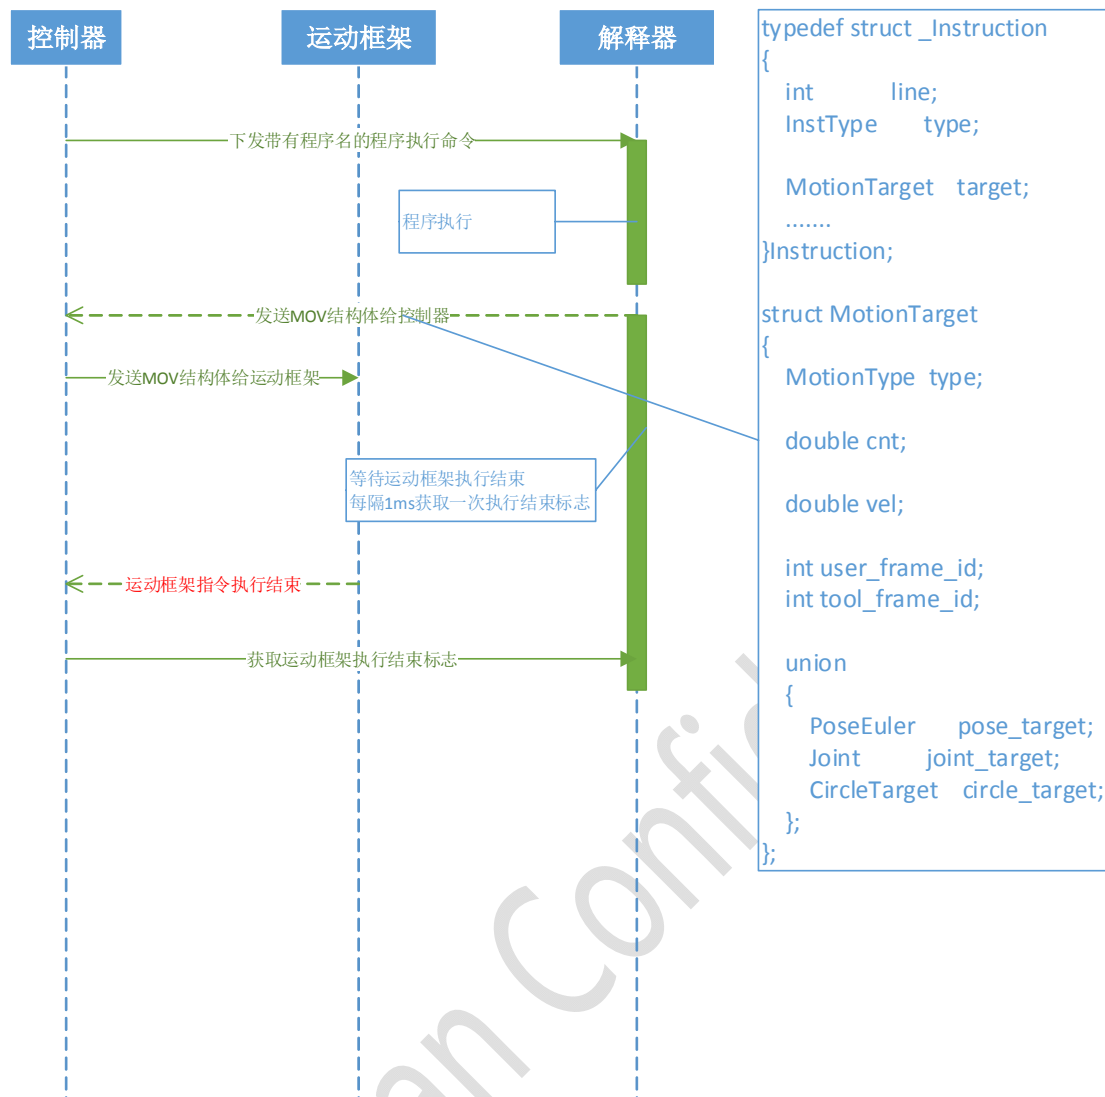 控制器
运动框架
解释器
下发带有程序名的程序执行命令
程序执行
发送MOV结构体给控制器
发送MOV结构体给运动框架
等待运动框架执行结束
每隔1ms获取一次执行结束标志
运动框架指令执行结束
获取运动框架执行结束标志
typedef struct _Instruction
{
int line;
InstType type;
MotionTarget target;
.......
}Instruction;
struct MotionTarget
{
MotionType type;
double cnt;
double vel;
int user_frame_id;
int tool_frame_id;
union
{
PoseEuler pose_target;
Joint joint_target;
CircleTarget circle_target;
};
};